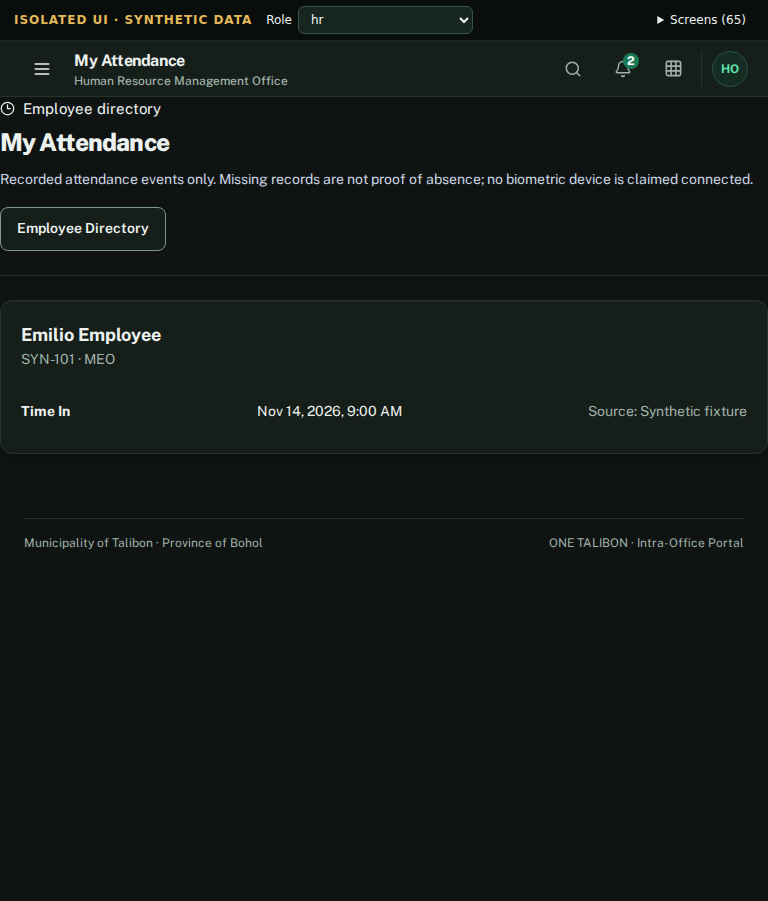 ISOLATED UI · SYNTHETIC DATA Role hr Screens (65)
My Attendance
Human Resource Management Office
2
HO
Employee directory
My Attendance
Recorded attendance events only. Missing records are not proof of absence; no biometric device is claimed connected.
Employee Directory
Emilio Employee
SYN-101 · MEO
Time In Nov 14, 2026, 9:00 AM Source: Synthetic fixture
Municipality of Talibon · Province of Bohol ONE TALIBON · Intra-Office Portal